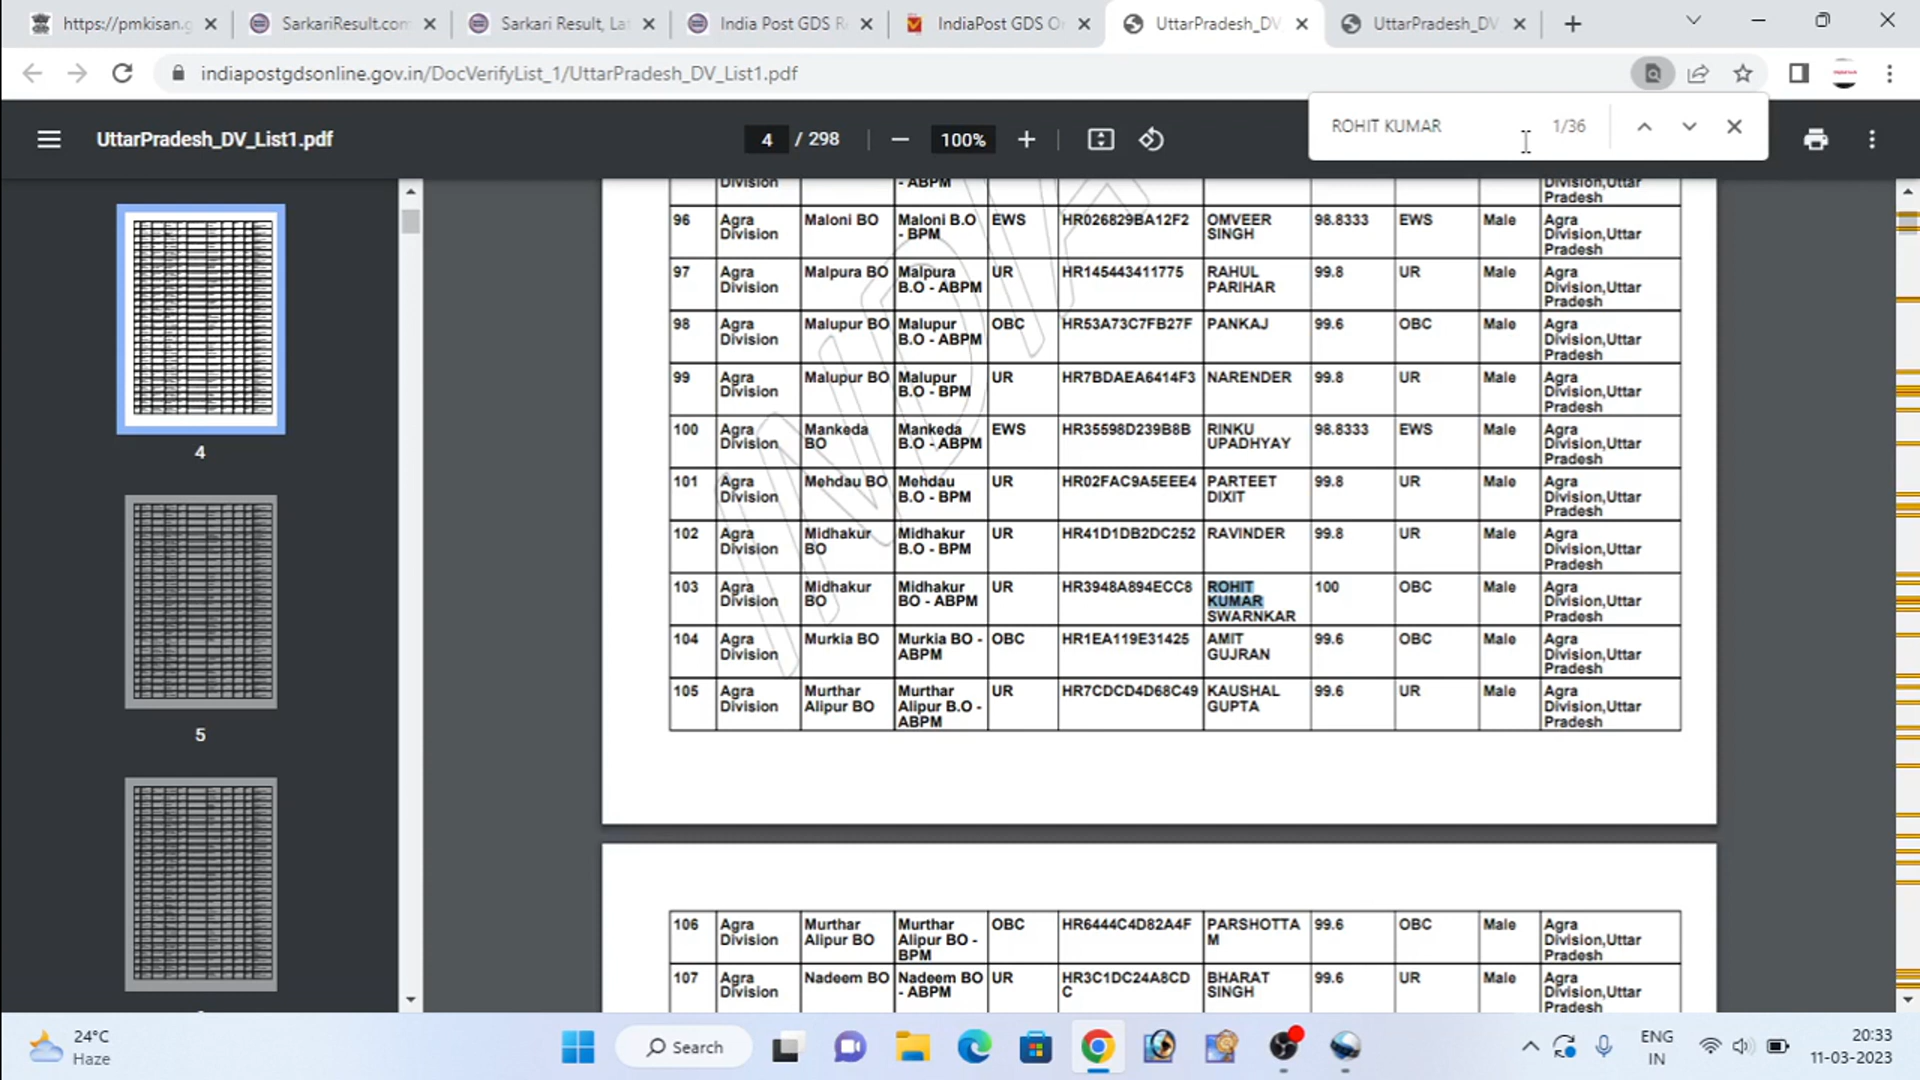 https://pmkisan.g
SarkariResult.com
Sarkari Result, Lat
India Post GDS R
IndiaPost GDS O
UttarPradesh_DV
UttarPradesh_DV
indiapostgdsonline.gov.in/DocVerifyList_1/UttarPradesh_DV_List1.pdf
UttarPradesh_DV_List1.pdf
4 / 298
100%
ROHIT KUMAR 1/36
4
5
INDIA
Division - ABPM Division,Uttar
Pradesh
96 Agra Maloni BO Maloni B.O EWS HR026829BA12F2 OMVEER 98.8333 EWS Male Agra
Division - BPM SINGH Division,Uttar
Pradesh
97 Agra Malpura BO Malpura UR HR145443411775 RAHUL 99.8 UR Male Agra
Division B.O - ABPM PARIHAR Division,Uttar
Pradesh
98 Agra Malupur BO Malupur OBC HR53A73C7FB27F PANKAJ 99.6 OBC Male Agra
Division B.O - ABPM Division,Uttar
Pradesh
99 Agra Malupur BO Malupur UR HR7BDAEA6414F3 NARENDER 99.8 UR Male Agra
Division B.O - BPM Division,Uttar
Pradesh
100 Agra Mankeda Mankeda EWS HR35598D239B8B RINKU 98.8333 EWS Male Agra
Division BO B.O - ABPM UPADHYAY Division,Uttar
Pradesh
101 Agra Mehdau BO Mehdau UR HR02FAC9A5EEE4 PARTEET 99.8 UR Male Agra
Division B.O - BPM DIXIT Division,Uttar
Pradesh
102 Agra Midhakur Midhakur UR HR41D1DB2DC252 RAVINDER 99.8 UR Male Agra
Division BO B.O - BPM Division,Uttar
Pradesh
103 Agra Midhakur Midhakur UR HR3948A894ECC8 ROHIT 100 OBC Male Agra
Division BO BO - ABPM KUMAR Division,Uttar
SWARNKAR Pradesh
104 Agra Murkia BO Murkia BO - OBC HR1EA119E31425 AMIT 99.6 OBC Male Agra
Division ABPM GUJRAN Division,Uttar
Pradesh
105 Agra Murthar Murthar UR HR7CDCD4D68C49 KAUSHAL 99.6 UR Male Agra
Division Alipur BO Alipur B.O - GUPTA Division,Uttar
ABPM Pradesh
106 Agra Murthar Murthar OBC HR6444C4D82A4F PARSHOTTA 99.6 OBC Male Agra
Division Alipur BO Alipur BO - M Division,Uttar
BPM Pradesh
107 Agra Nadeem BO Nadeem BO UR HR3C1DC24A8CD BHARAT 99.6 UR Male Agra
Division - ABPM C SINGH Division,Uttar
Pradesh
24°C
Haze
Search
ENG
IN
20:33
11-03-2023